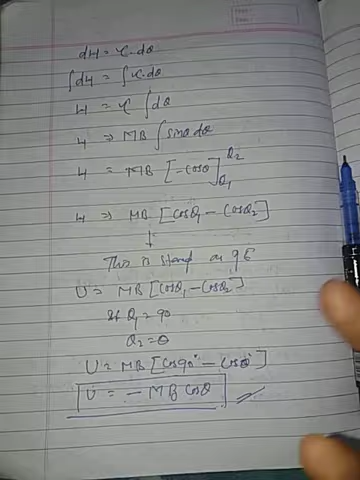 dW = τ.dθ
∫dW = ∫τ.dθ
W = τ ∫dθ
W ⇒ MB ∫sinθ dθ
W = MB [-cosθ]θ1 θ2
W ⇒ MB [cosθ1 - cosθ2]
↓
This is stored as P.E
U = MB [cosθ1 - cosθ2]
If θ1 = 90
θ2 = θ
U = MB [cos90° - cosθ]
U = - MB cosθ